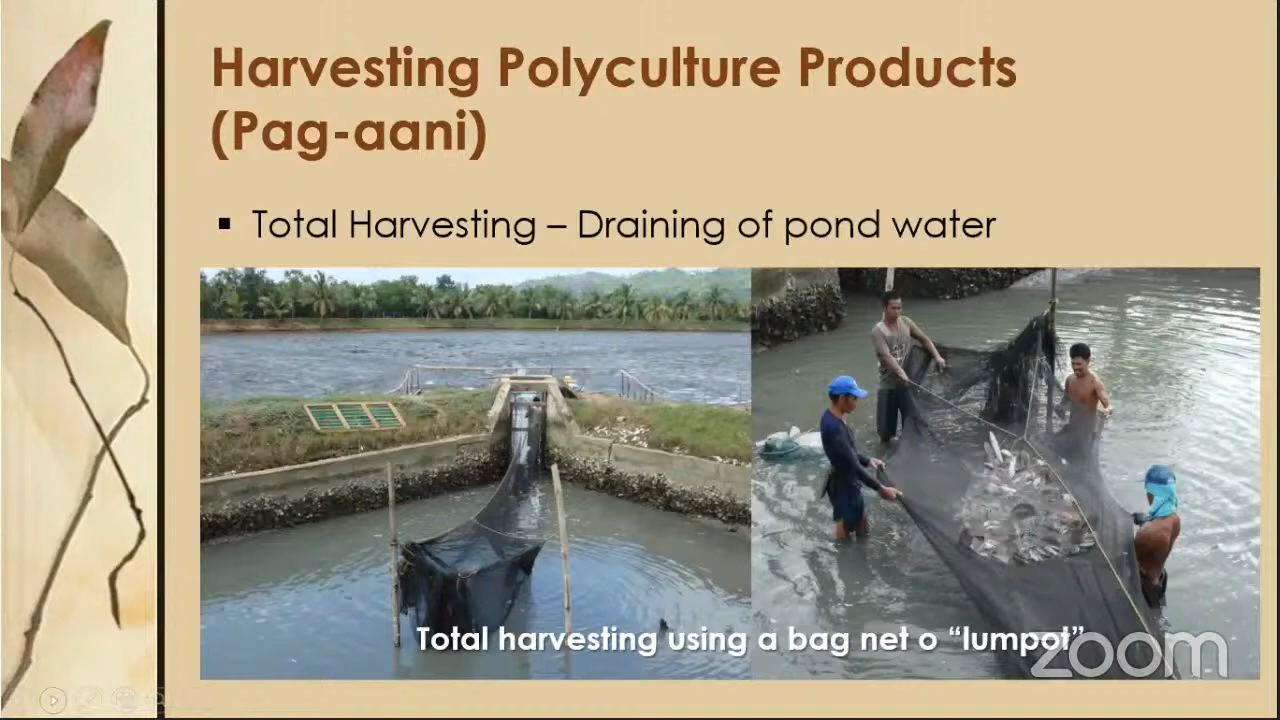 Harvesting Polyculture Products
(Pag-aani)
▪ Total Harvesting – Draining of pond water
Total harvesting using a bag net o “lumpot”
zoom